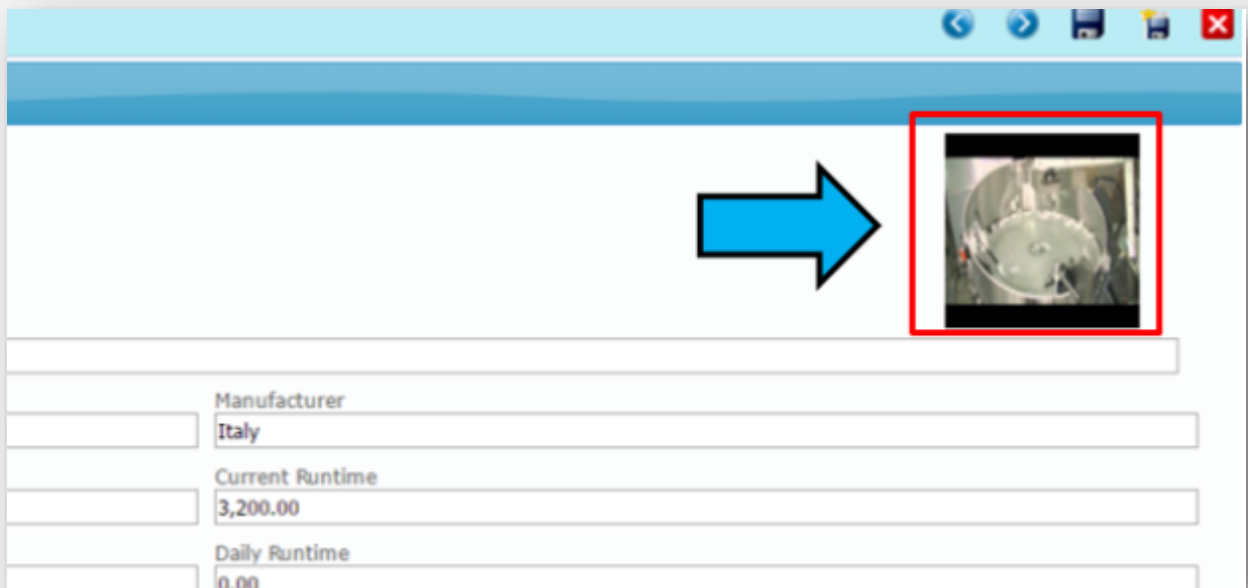 Manufacturer
Italy
Current Runtime
3,200.00
Daily Runtime
0.00